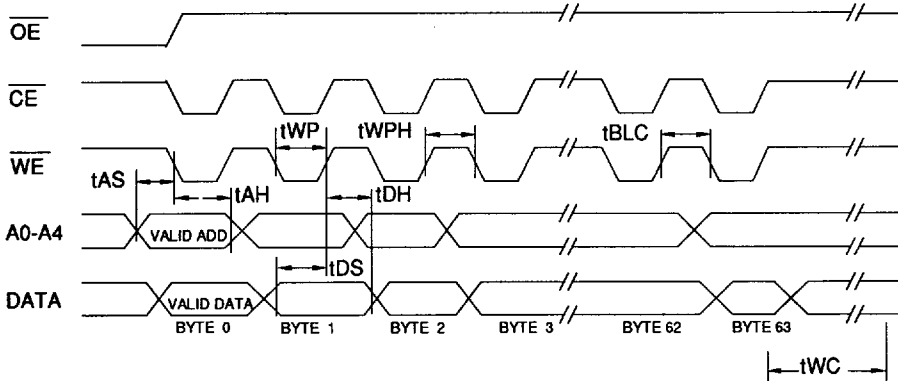 OE
CE
tWP tWPH tBLC
WE
tAS tAH tDH
A0-A4 VALID ADD
tDS
DATA VALID DATA
BYTE 0 BYTE 1 BYTE 2 BYTE 3 BYTE 62 BYTE 63
tWC